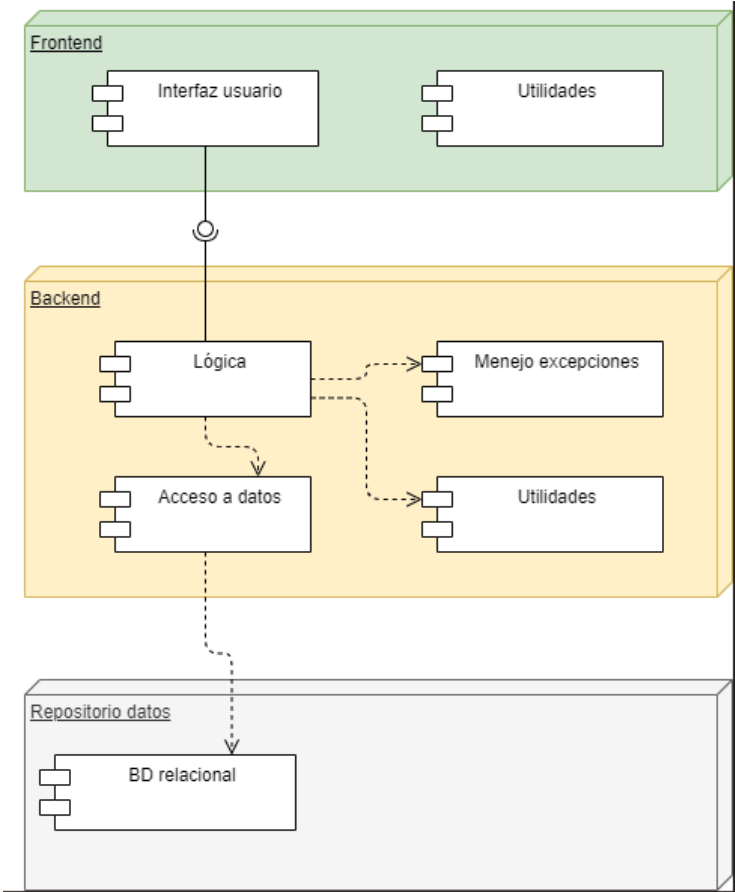 Frontend
Interfaz usuario
Utilidades
Backend
Lógica
Menejo excepciones
Acceso a datos
Utilidades
Repositorio datos
BD relacional